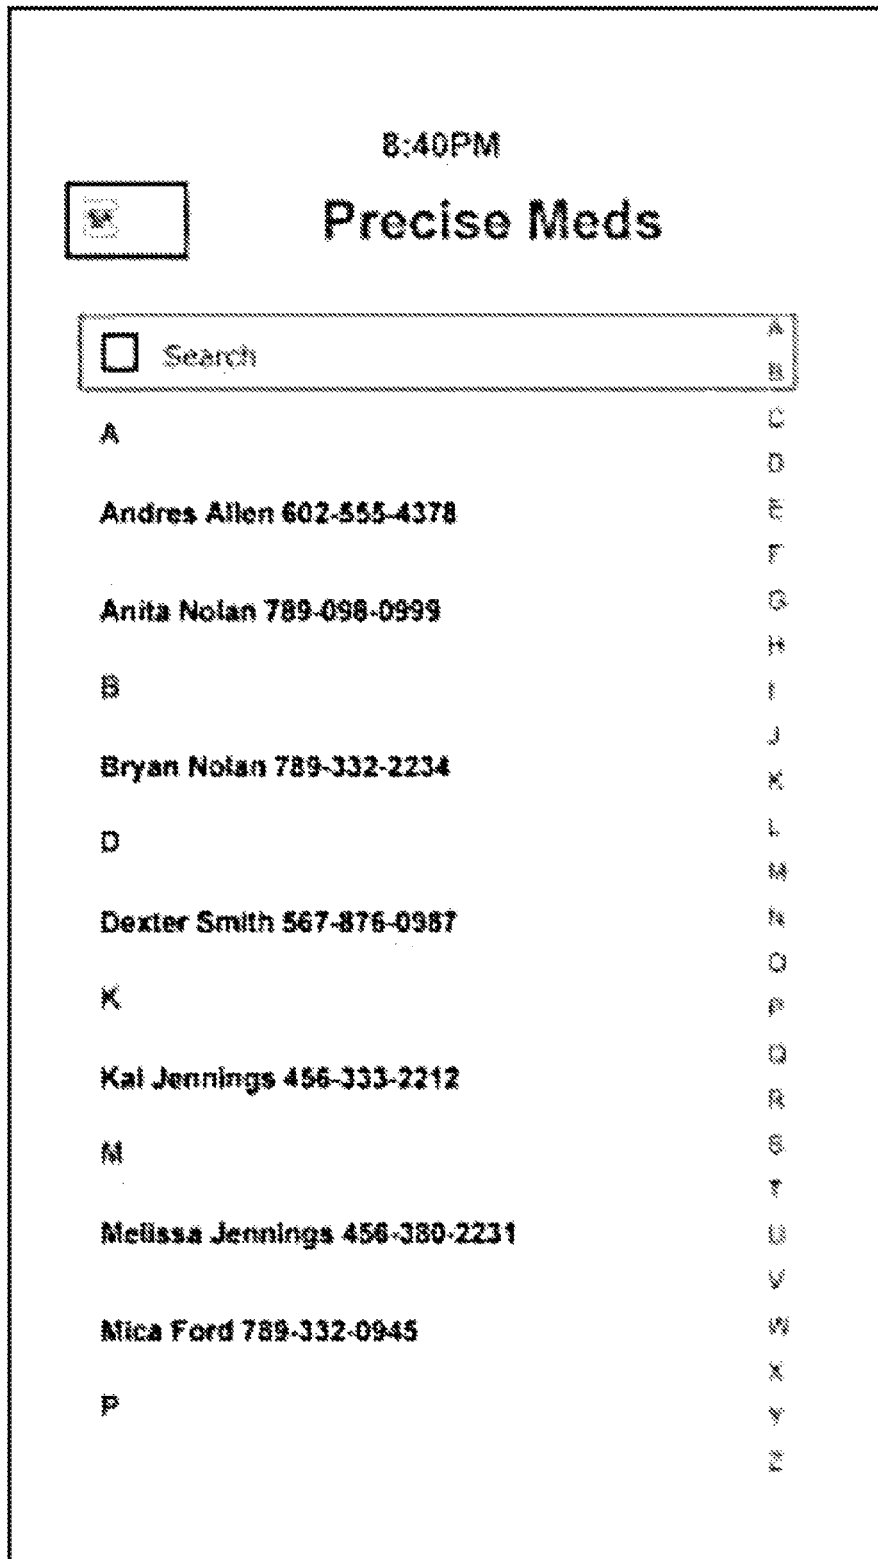 8:40PM
Precise Meds
Search
A
Andres Allen 602-555-4378
Anita Nolan 789-098-0999
B
Bryan Nolan 789-332-2234
D
Dexter Smith 567-876-0987
K
Kai Jennings 456-333-2212
M
Melissa Jennings 456-380-2231
Mica Ford 789-332-0945
P
A
B
C
D
E
F
G
H
I
J
K
L
M
N
O
P
Q
R
S
T
U
V
W
X
Y
Z